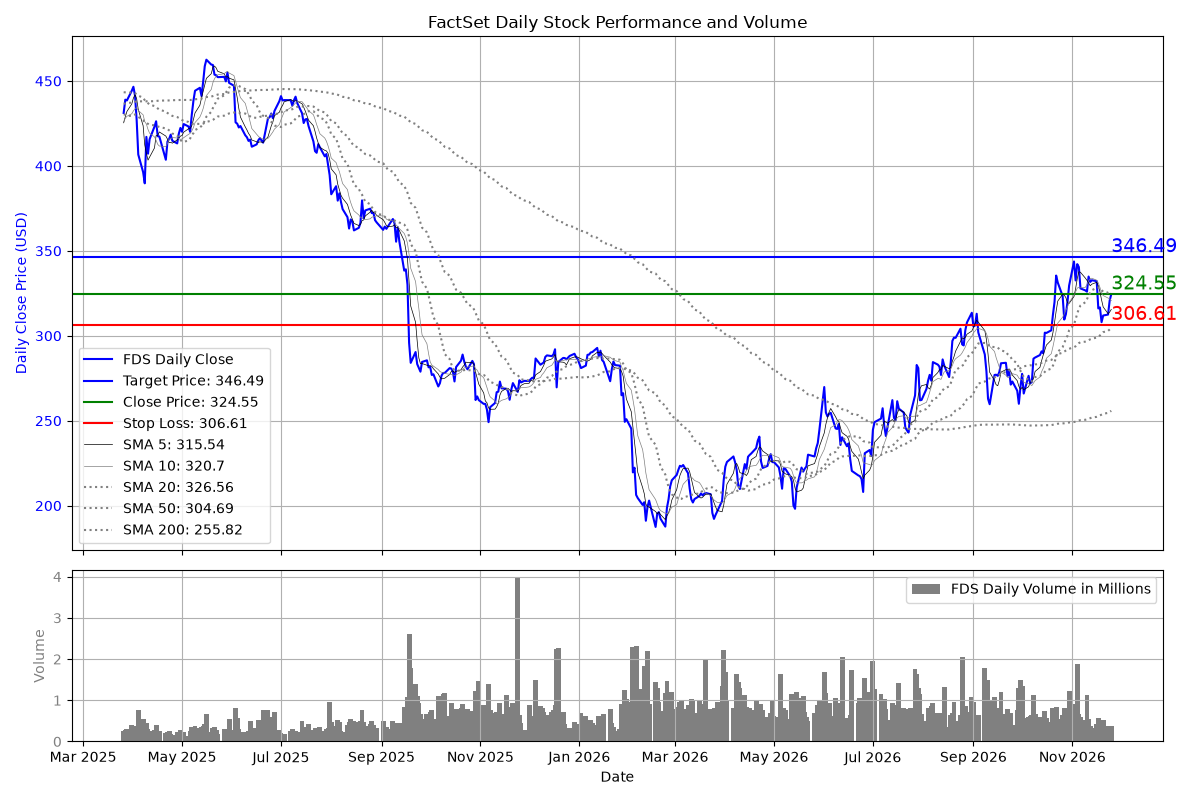 FactSet Daily Stock Performance and Volume
Daily Close Price (USD)
450
400
350
300
250
200
346.49
324.55
306.61
FDS Daily Close
Target Price: 346.49
Close Price: 324.55
Stop Loss: 306.61
SMA 5: 315.54
SMA 10: 320.7
SMA 20: 326.56
SMA 50: 304.69
SMA 200: 255.82
Volume
4
3
2
1
0
FDS Daily Volume in Millions
Mar 2025 May 2025 Jul 2025 Sep 2025 Nov 2025 Jan 2026 Mar 2026 May 2026 Jul 2026 Sep 2026 Nov 2026
Date